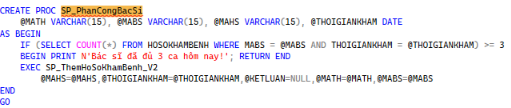 CREATE PROC SP_PhanCongBacSi
@MATH VARCHAR(15), @MABS VARCHAR(15), @MAHS VARCHAR(15), @THOIGIANKHAM DATE
AS BEGIN
IF (SELECT COUNT(*) FROM HOSOKHAMBENH WHERE MABS = @MABS AND THOIGIANKHAM = @THOIGIANKHAM) >= 3
BEGIN PRINT N'Bác sĩ đã đủ 3 ca hôm nay!'; RETURN END
EXEC SP_ThemHoSoKhamBenh_V2
@MAHS=@MAHS,@THOIGIANKHAM=@THOIGIANKHAM,@KETLUAN=NULL,@MATH=@MATH,@MABS=@MABS
END
GO